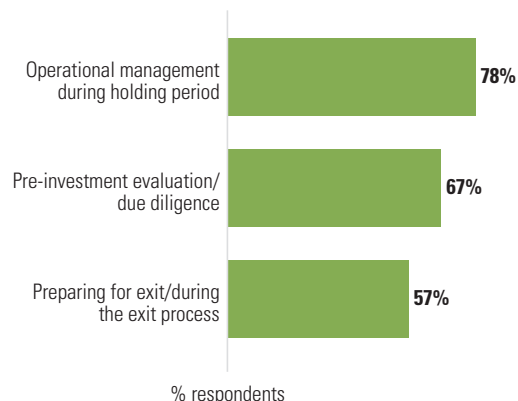 Operational management
during holding period
78%
Pre-investment evaluation/
due diligence
67%
Preparing for exit/during
the exit process
57%
% respondents